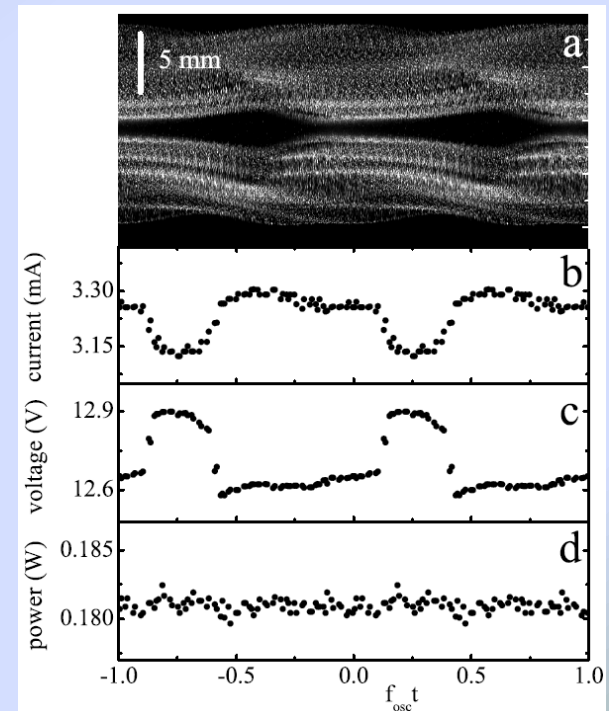 a
5 mm
b
current (mA)
3.30
3.15
c
voltage (V)
12.9
12.6
d
power (W)
0.185
0.180
-1.0 -0.5 0.0 0.5 1.0
f_osc t